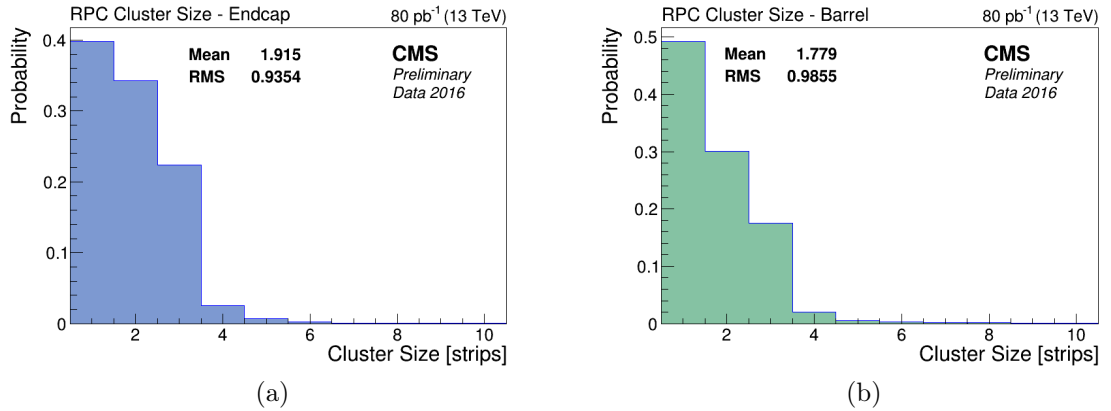 RPC Cluster Size - Endcap 80 pb⁻¹ (13 TeV)
Probability
0.4
0.3
0.2
0.1
0
Mean 1.915
RMS 0.9354
CMS
Preliminary
Data 2016
2 4 6 8 10
Cluster Size [strips]
(a)
RPC Cluster Size - Barrel 80 pb⁻¹ (13 TeV)
Probability
0.5
0.4
0.3
0.2
0.1
0
Mean 1.779
RMS 0.9855
CMS
Preliminary
Data 2016
2 4 6 8 10
Cluster Size [strips]
(b)